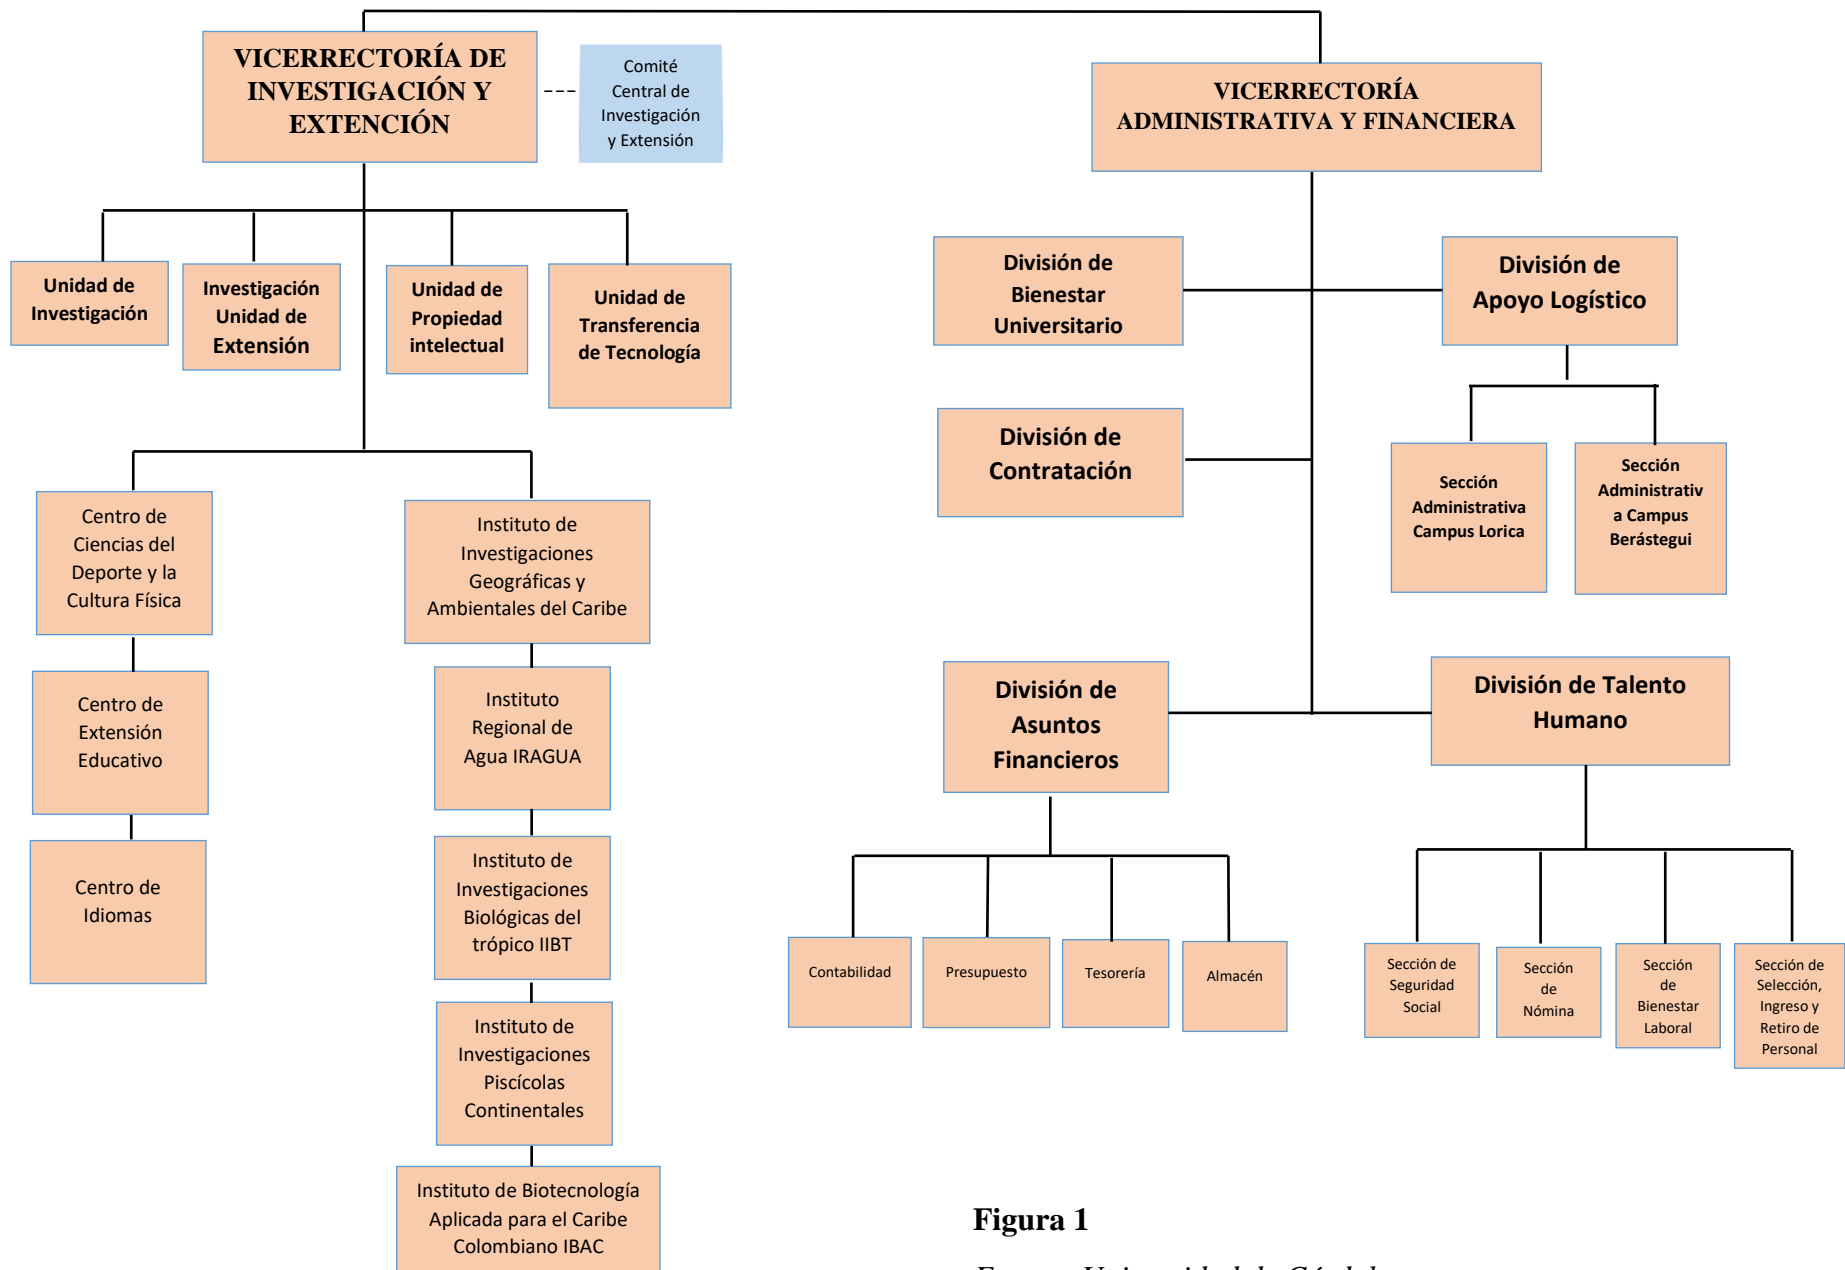 VICERRECTORÍA DE
INVESTIGACIÓN Y
EXTENCIÓN
Comité
Central de
Investigación
y Extensión
Unidad de
Investigación
Investigación
Unidad de
Extensión
Unidad de
Propiedad
intelectual
Unidad de
Transferencia
de Tecnología
Centro de
Ciencias del
Deporte y la
Cultura Física
Centro de
Extensión
Educativo
Centro de
Idiomas
Instituto de
Investigaciones
Geográficas y
Ambientales del Caribe
Instituto
Regional de
Agua IRAGUA
Instituto de
Investigaciones
Biológicas del
trópico IIBT
Instituto de
Investigaciones
Piscícolas
Continentales
Instituto de Biotecnología
Aplicada para el Caribe
Colombiano IBAC
VICERRECTORÍA
ADMINISTRATIVA Y FINANCIERA
División de
Bienestar
Universitario
División de
Apoyo Logístico
División de
Contratación
Sección
Administrativa
Campus Lorica
Sección
Administrativ
a Campus
Berástegui
División de
Asuntos
Financieros
División de Talento
Humano
Contabilidad
Presupuesto
Tesorería
Almacén
Sección de
Seguridad
Social
Sección
de
Nómina
Sección
de
Bienestar
Laboral
Sección de
Selección,
Ingreso y
Retiro de
Personal
Figura 1